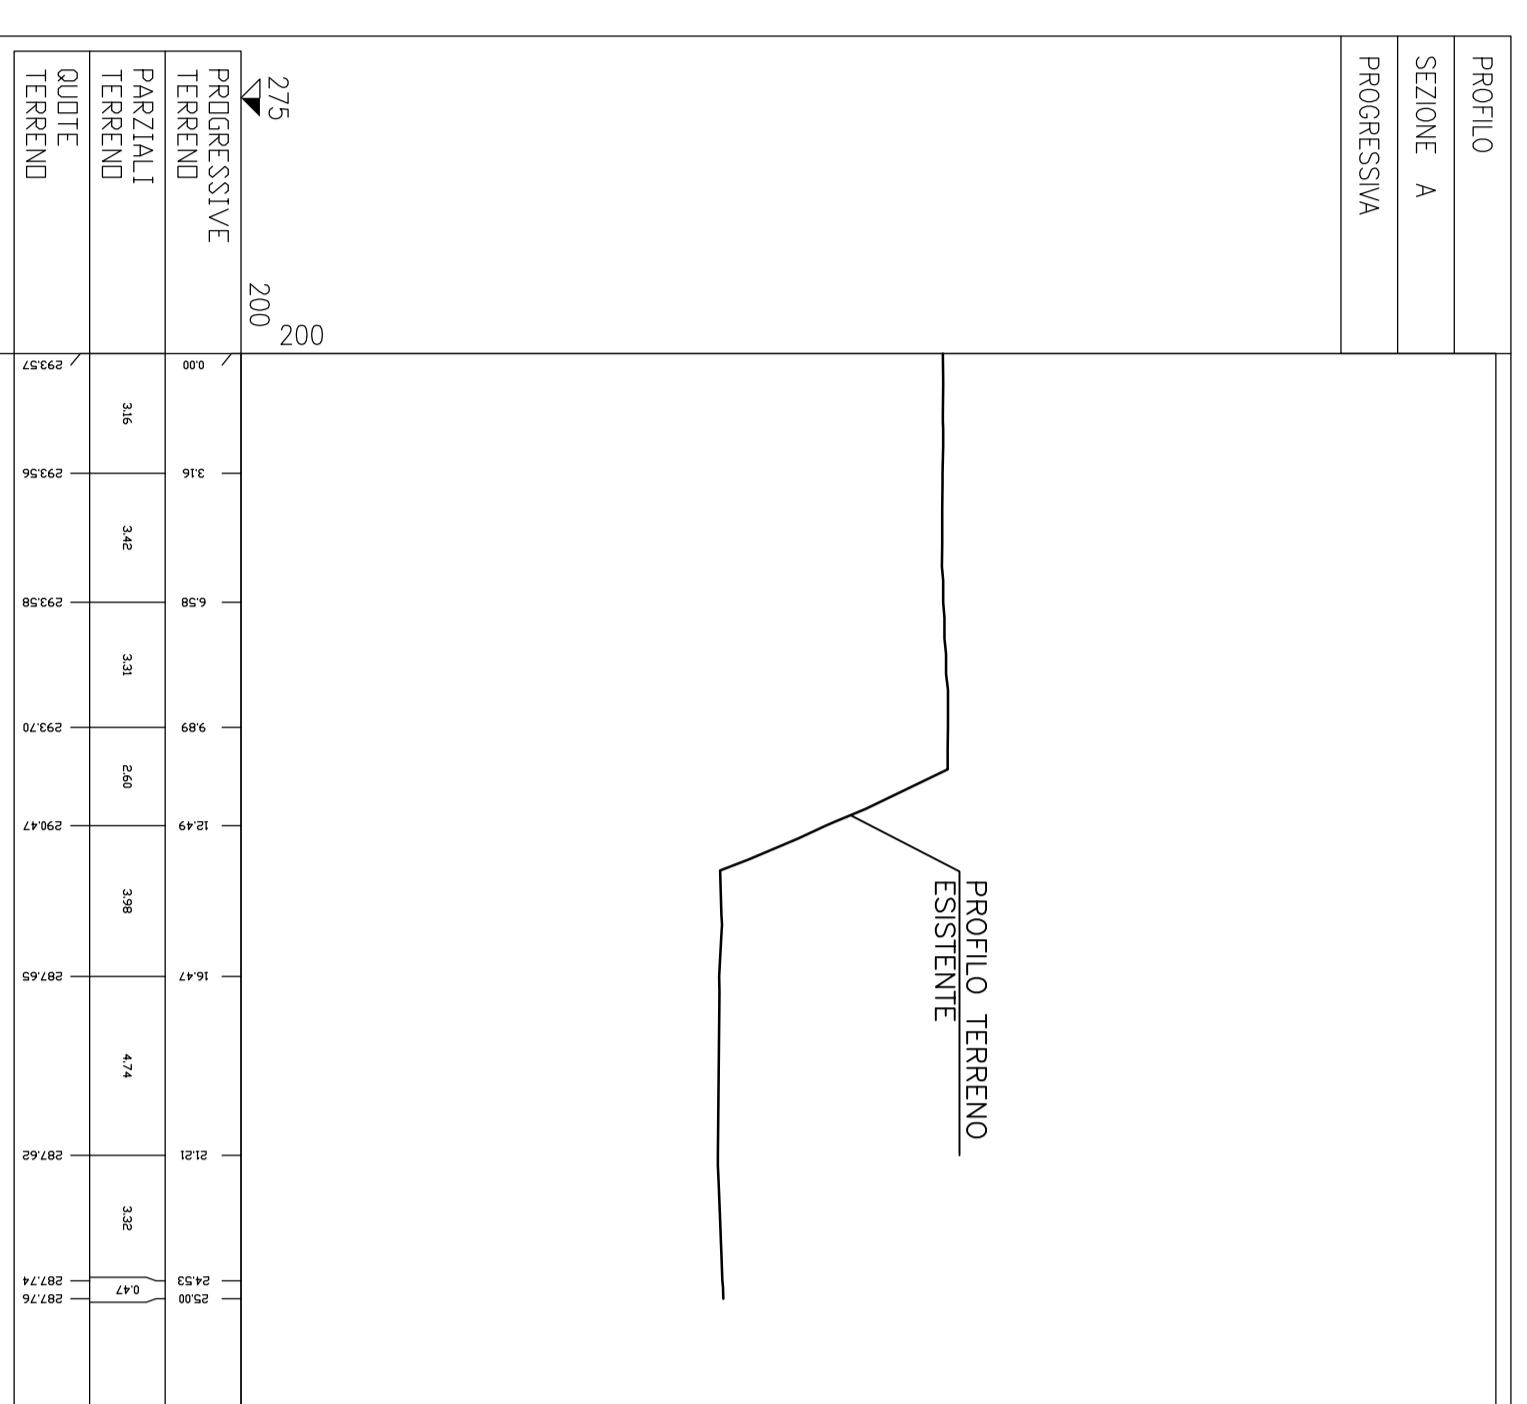 PROFILO
SEZIONE A
PROGRESSIVA
PROFILO TERRENO
ESISTENTE
275
200
200
PROGRESSIVE
TERRENO
0.00
3.16
6.58
9.89
12.49
16.47
21.21
24.53
25.00
PARZIALI
TERRENO
3.16
3.42
3.31
2.60
3.98
4.74
3.32
0.47
QUOTE
TERRENO
293.57
293.56
293.58
293.70
290.47
287.65
287.62
287.74
287.76